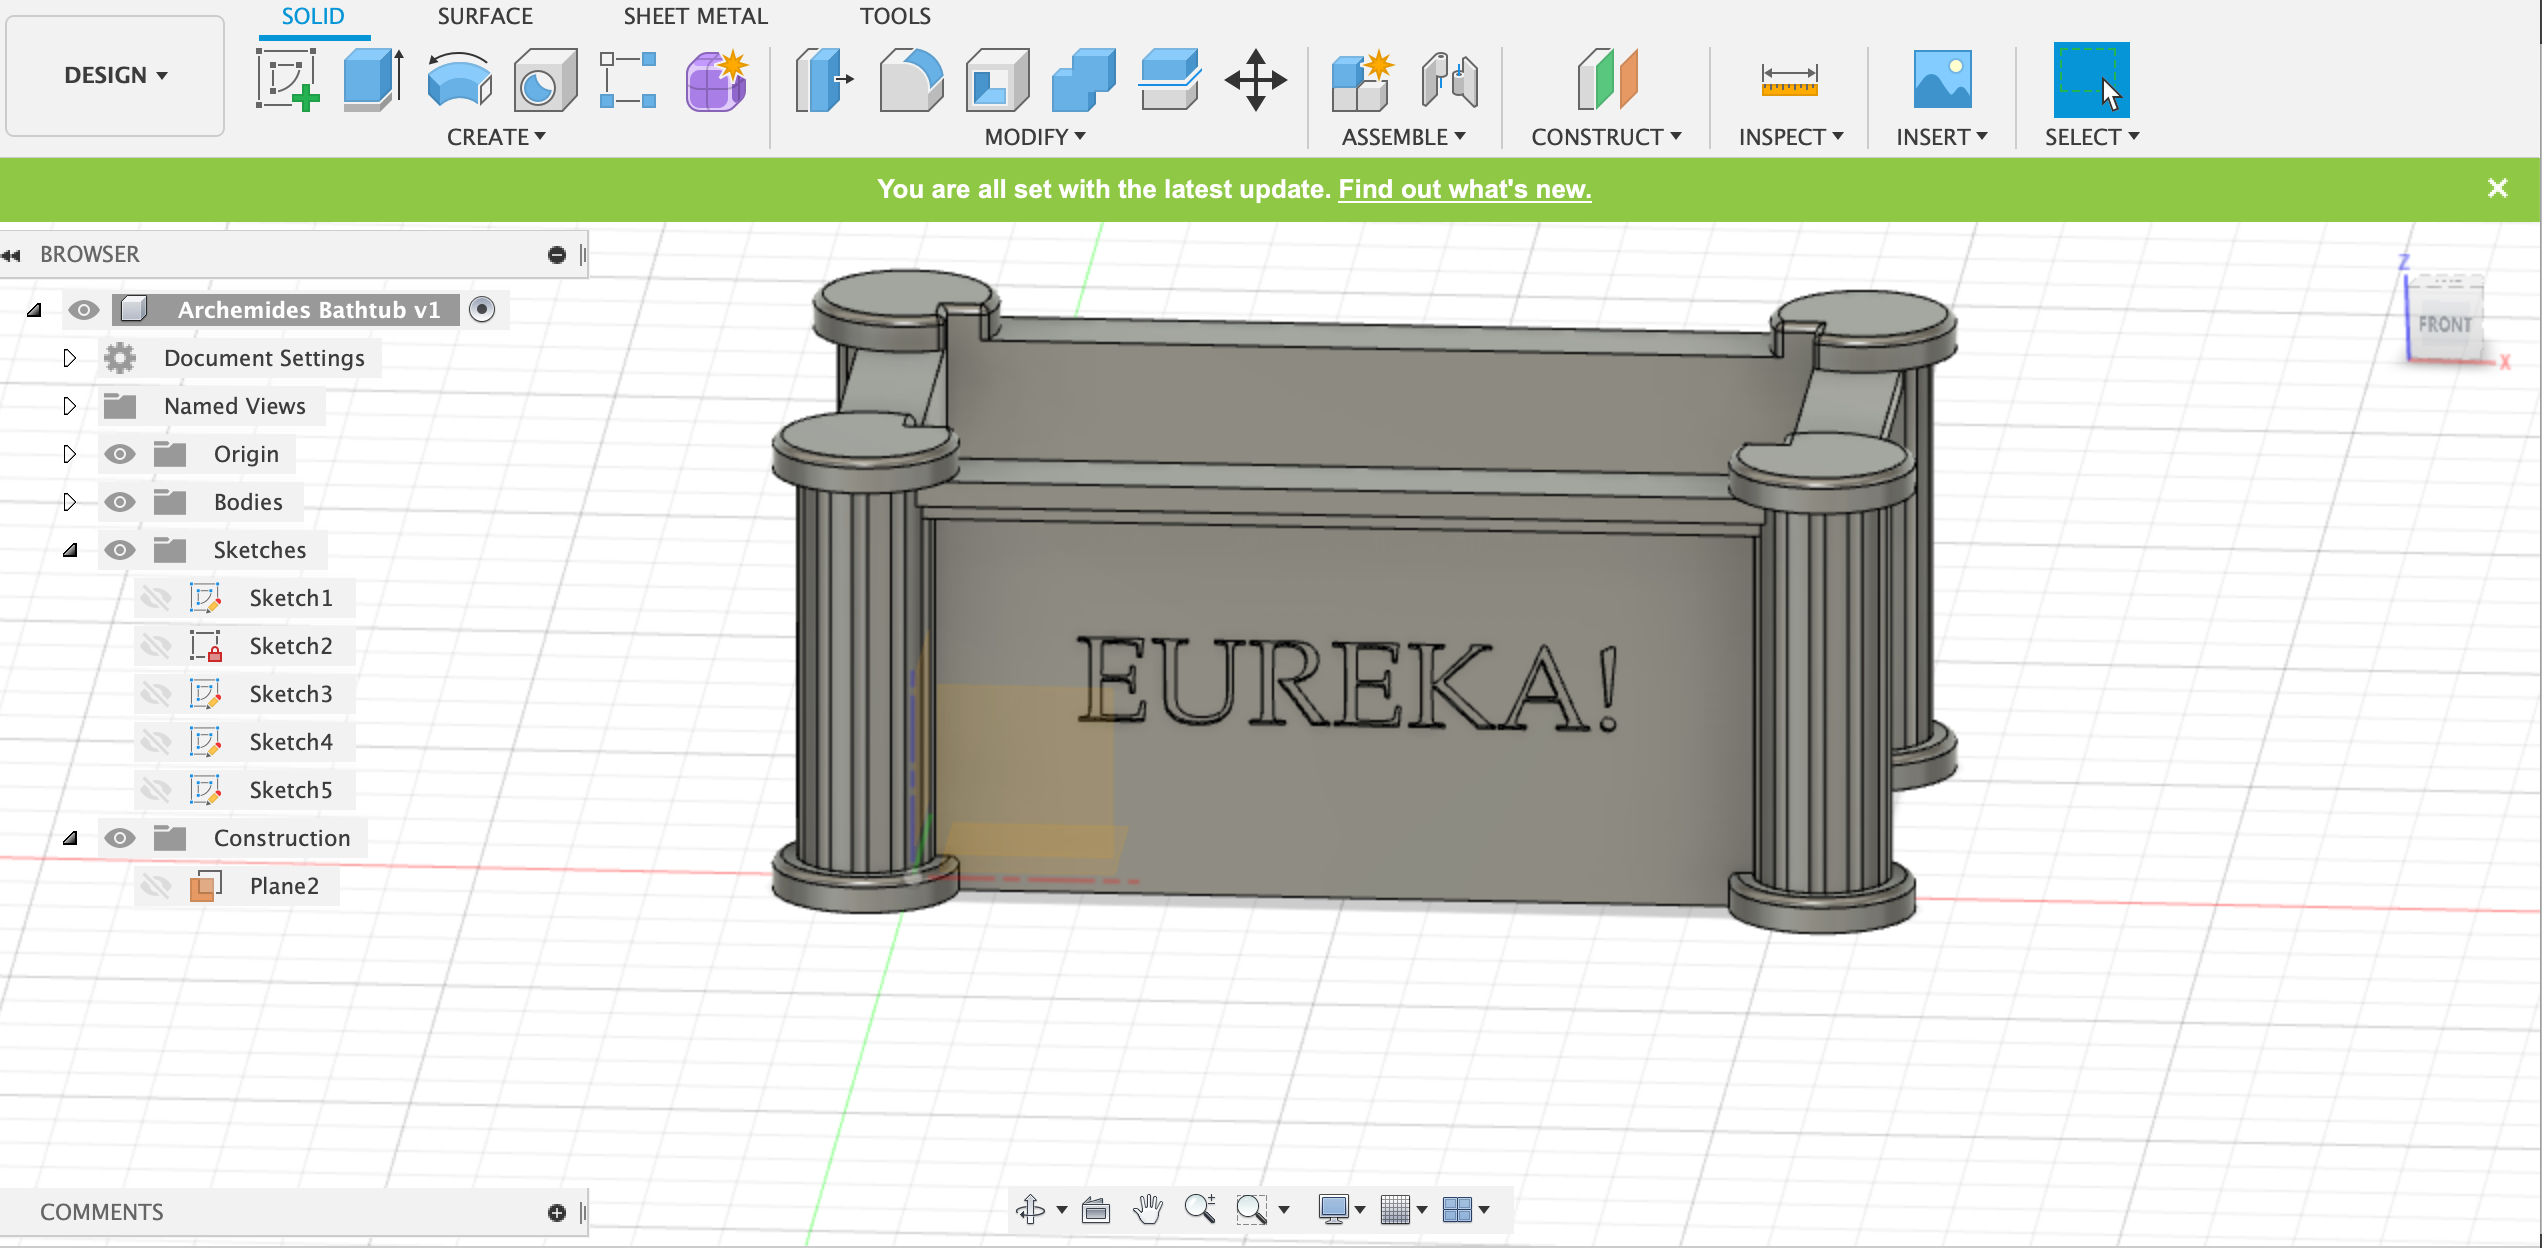 SOLID SURFACE SHEET METAL TOOLS
DESIGN
CREATE MODIFY ASSEMBLE CONSTRUCT INSPECT INSERT SELECT
You are all set with the latest update. Find out what's new.
BROWSER
Archemides Bathtub v1
Document Settings
Named Views
Origin
Bodies
Sketches
Sketch1
Sketch2
Sketch3
Sketch4
Sketch5
Construction
Plane2
Z
FRONT
X
EUREKA!
COMMENTS